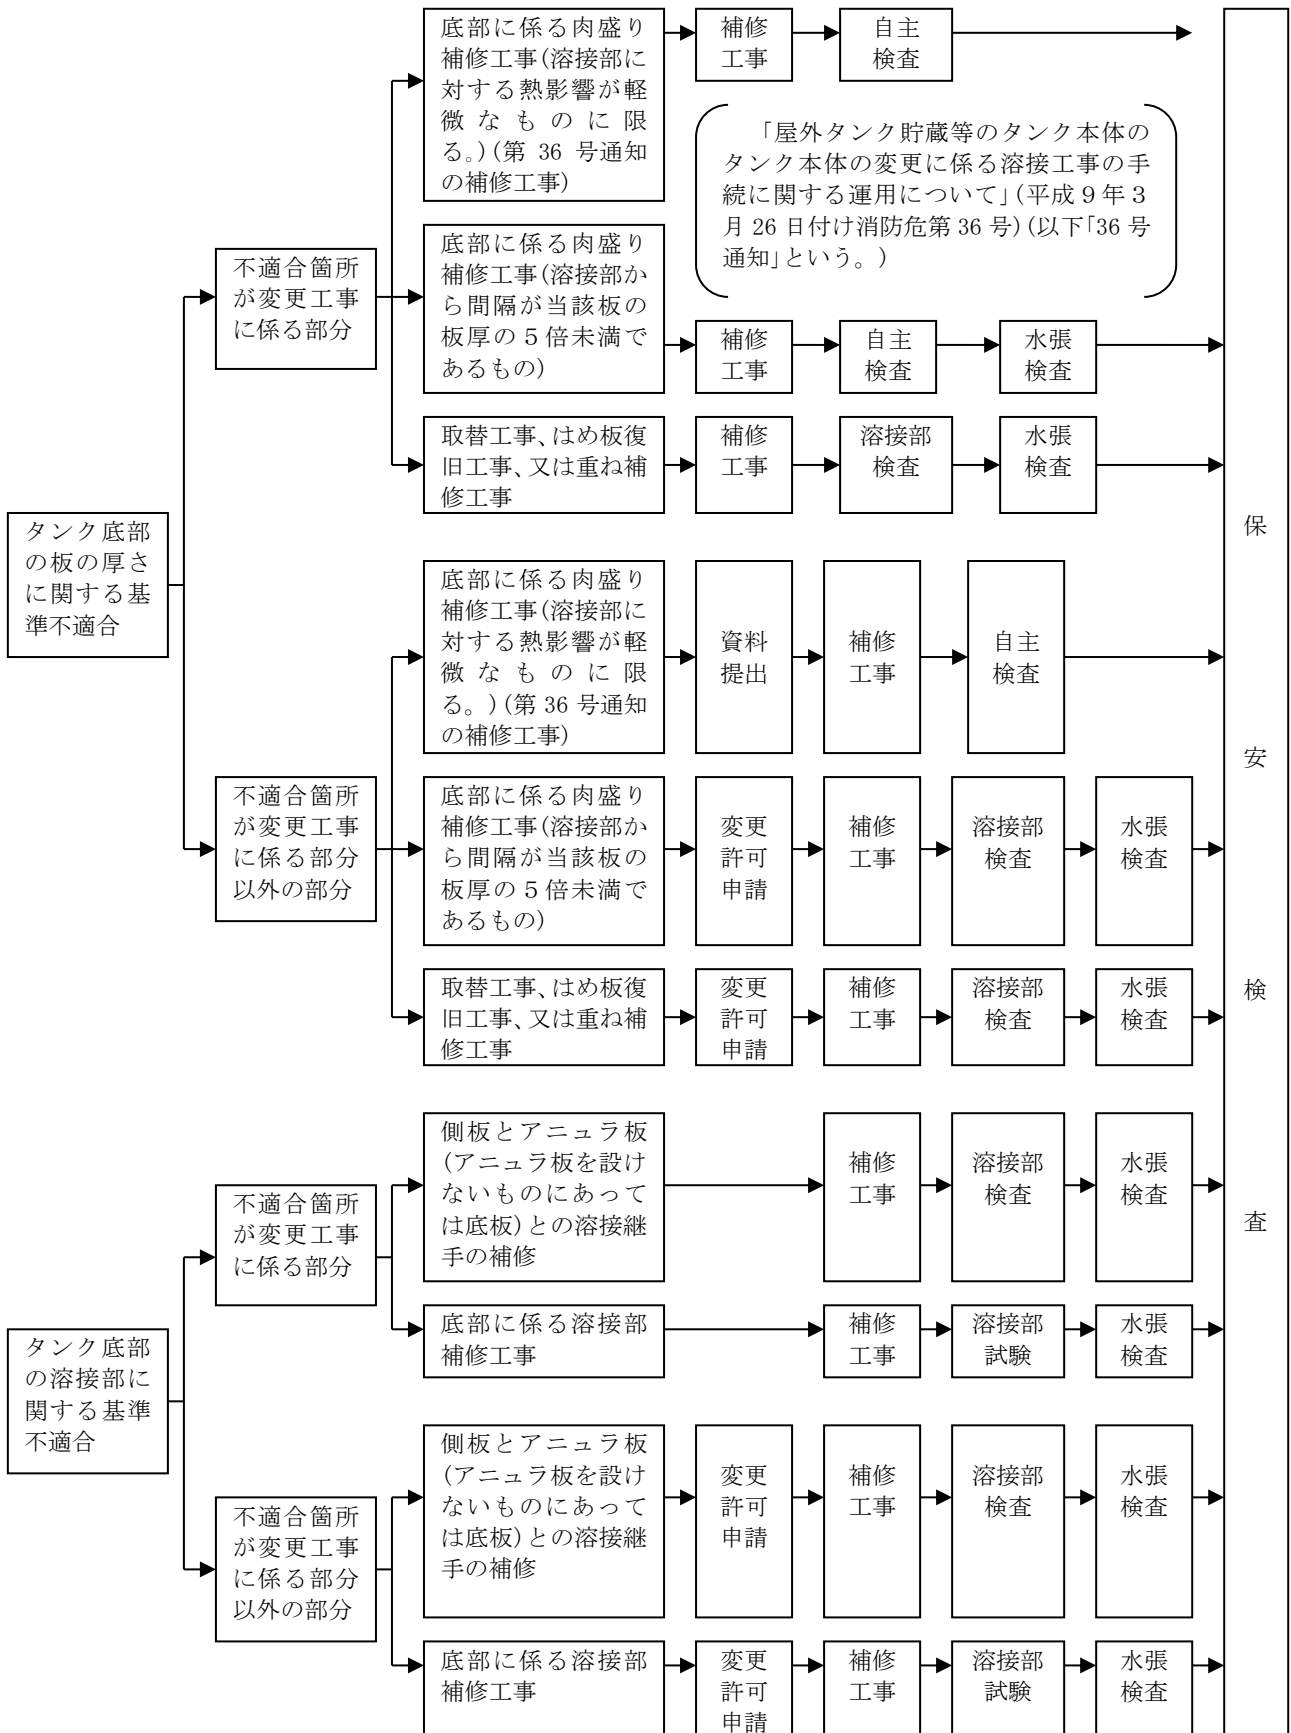 タンク底部
の板の厚さ
に関する基
準不適合
不適合箇所
が変更工事
に係る部分
底部に係る肉盛り
補修工事(溶接部に
対する熱影響が軽
微なものに限
る。)(第 36 号通知
の補修工事)
補修
工事
自主
検査
「屋外タンク貯蔵等のタンク本体の
タンク本体の変更に係る溶接工事の手
続に関する運用について」(平成9年3
月 26 日付け消防危第 36 号)(以下「36 号
通知」という。)
底部に係る肉盛り
補修工事(溶接部か
ら間隔が当該板の
板厚の5倍未満で
あるもの)
補修
工事
自主
検査
水張
検査
取替工事、はめ板復
旧工事、又は重ね補
修工事
補修
工事
溶接部
検査
水張
検査
不適合箇所
が変更工事
に係る部分
以外の部分
底部に係る肉盛り
補修工事(溶接部に
対する熱影響が軽
微なものに限
る。)(第 36 号通知
の補修工事)
資料
提出
補修
工事
自主
検査
底部に係る肉盛り
補修工事(溶接部か
ら間隔が当該板の
板厚の5倍未満で
あるもの)
変更
許可
申請
補修
工事
溶接部
検査
水張
検査
取替工事、はめ板復
旧工事、又は重ね補
修工事
変更
許可
申請
補修
工事
溶接部
検査
水張
検査
タンク底部
の溶接部に
関する基準
不適合
不適合箇所
が変更工事
に係る部分
側板とアニュラ板
(アニュラ板を設け
ないものにあって
は底板)との溶接継
手の補修
補修
工事
溶接部
検査
水張
検査
底部に係る溶接部
補修工事
補修
工事
溶接部
試験
水張
検査
不適合箇所
が変更工事
に係る部分
以外の部分
側板とアニュラ板
(アニュラ板を設け
ないものにあって
は底板)との溶接継
手の補修
変更
許可
申請
補修
工事
溶接部
検査
水張
検査
底部に係る溶接部
補修工事
変更
許可
申請
補修
工事
溶接部
試験
水張
検査
保
安
検
査